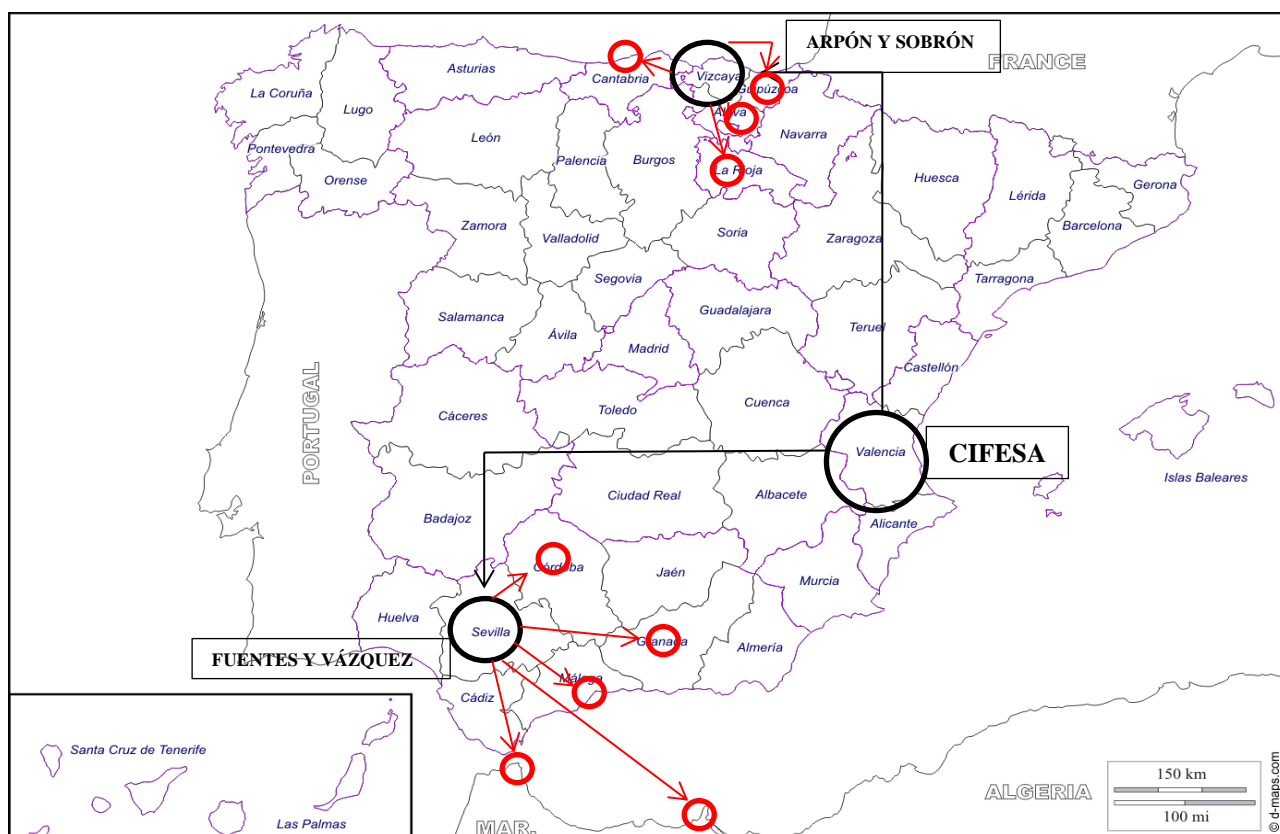 ARPÓN Y SOBRÓN
FRANCE
Asturias
Cantabria
Vizcaya
Guipúzcoa
La Coruña
Lugo
Álava
León
Navarra
Pontevedra
Palencia
Burgos
La Rioja
Orense
Huesca
Lérida
Gerona
Zamora
Valladolid
Soria
Zaragoza
Barcelona
Segovia
Tarragona
Salamanca
Ávila
Guadalajara
Teruel
Madrid
Castellón
PORTUGAL
Cáceres
Toledo
Cuenca
Valencia
CIFESA
Islas Baleares
Ciudad Real
Albacete
Badajoz
Alicante
Córdoba
Jaén
Murcia
Huelva
Sevilla
Granada
Almería
FUENTES Y VÁZQUEZ
Málaga
Cádiz
Santa Cruz de Tenerife
Las Palmas
MAR.
ALGERIA
150 km
100 mi
© d-maps.com